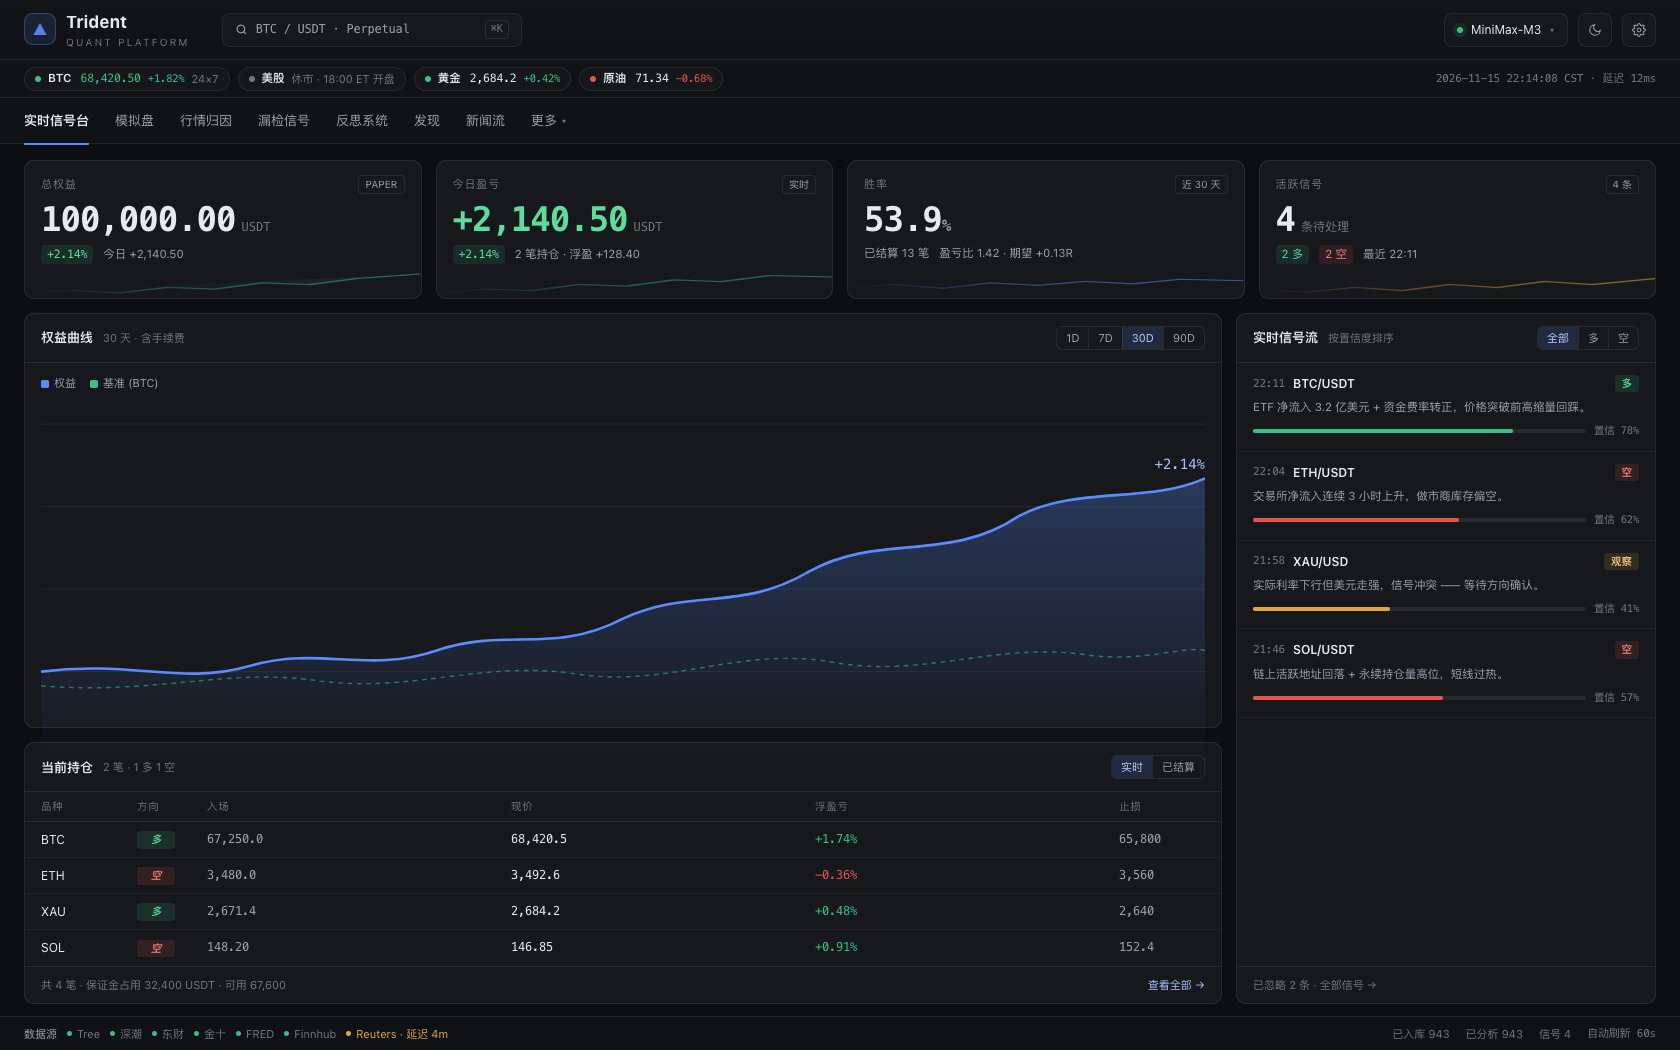 Trident
QUANT PLATFORM
BTC / USDT · Perpetual
⌘K
MiniMax-M3
BTC 68,420.50 +1.82% 24×7
美股 休市 · 18:00 ET 开盘
黄金 2,684.2 +0.42%
原油 71.34 −0.68%
2026-11-15 22:14:08 CST · 延迟 12ms
实时信号台 模拟盘 行情归因 漏检信号 反思系统 发现 新闻流 更多
总权益 PAPER
100,000.00 USDT
+2.14% 今日 +2,140.50
今日盈亏 实时
+2,140.50 USDT
+2.14% 2 笔持仓 · 浮盈 +128.40
胜率 近 30 天
53.9%
已结算 13 笔 盈亏比 1.42 · 期望 +0.13R
活跃信号 4 条
4 条待处理
2 多 2 空 最近 22:11
权益曲线 30 天 · 含手续费
1D 7D 30D 90D
权益 基准 (BTC)
+2.14%
实时信号流 按置信度排序
全部 多 空
22:11 BTC/USDT 多
ETF 净流入 3.2 亿美元 + 资金费率转正，价格突破前高缩量回踩。
置信 78%
22:04 ETH/USDT 空
交易所净流入连续 3 小时上升，做市商库存偏空。
置信 62%
21:58 XAU/USD 观察
实际利率下行但美元走强，信号冲突 —— 等待方向确认。
置信 41%
21:46 SOL/USDT 空
链上活跃地址回落 + 永续持仓量高位，短线过热。
置信 57%
已忽略 2 条 · 全部信号 →
当前持仓 2 笔 · 1 多 1 空
实时 已结算
品种 方向 入场 现价 浮盈亏 止损
BTC 多 67,250.0 68,420.5 +1.74% 65,800
ETH 空 3,480.0 3,492.6 −0.36% 3,560
XAU 多 2,671.4 2,684.2 +0.48% 2,640
SOL 空 148.20 146.85 +0.91% 152.4
共 4 笔 · 保证金占用 32,400 USDT · 可用 67,600
查看全部 →
数据源 Tree 深潮 东财 金十 FRED Finnhub Reuters · 延迟 4m
已入库 943 已分析 943 信号 4 自动刷新 60s